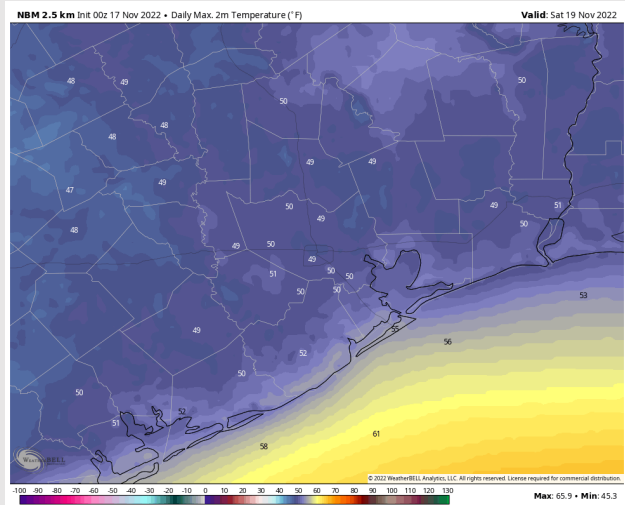 NBM 2.5 km Init 00z 17 Nov 2022 • Daily Max. 2m Temperature (°F) Valid: Sat 19 Nov 2022
48 49 50
50
48
48
49 49
47 49
50 49 51
49 50
48
49 50
49
51 50 50
50 50
53
49 55
56
52
50
50
52
51
61
58
WeatherBELL
© 2022 WeatherBELL Analytics, LLC. All rights reserved. License required for commercial distribution.
-100 -90 -80 -70 -60 -50 -40 -30 -20 -10 0 10 20 30 40 50 60 70 80 90 100 110 120 130
Max: 65.9 • Min: 45.3